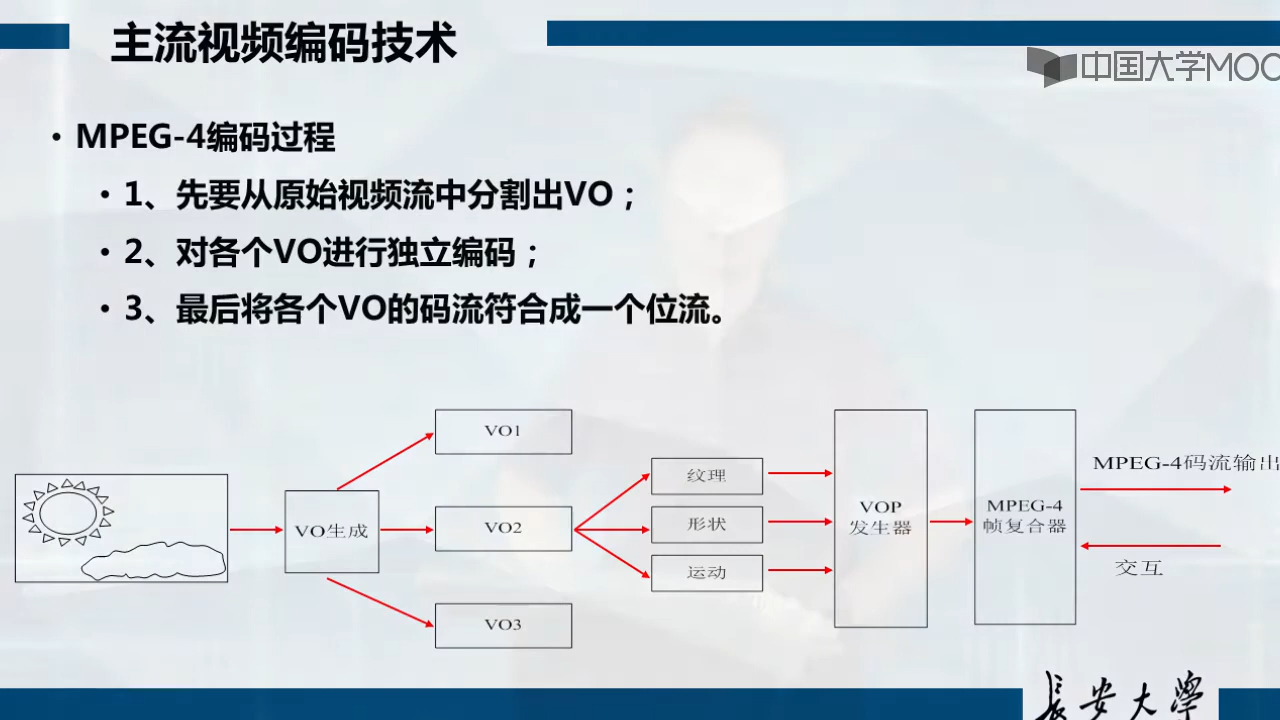 主流视频编码技术
中国大学MOO
• MPEG-4编码过程
• 1、先要从原始视频流中分割出VO；
• 2、对各个VO进行独立编码；
• 3、最后将各个VO的码流符合成一个位流。
VO生成
VO1
VO2
VO3
纹理
形状
运动
VOP
发生器
MPEG-4
帧复合器
MPEG-4码流输出
交互
长安大学